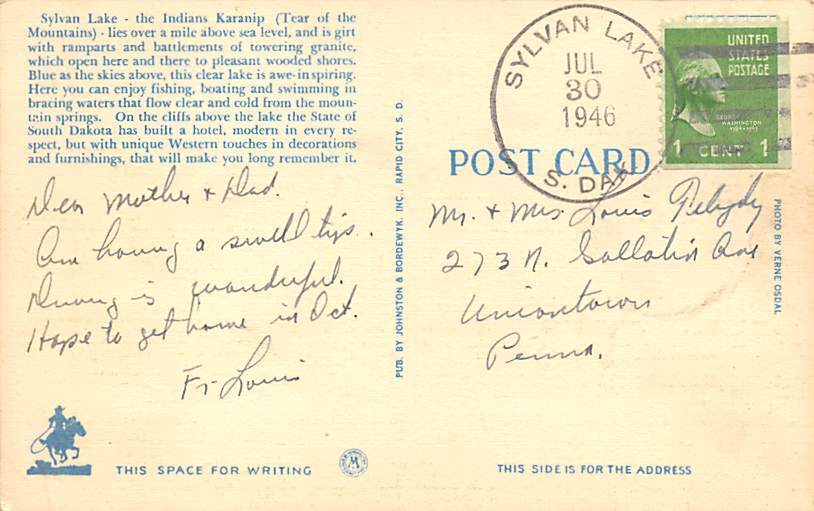 Sylvan Lake - the Indians Karanip (Tear of the
Mountains) - lies over a mile above sea level, and is girt
with ramparts and battlements of towering granite,
which open here and there to pleasant wooded shores.
Blue as the skies above, this clear lake is awe-inspiring.
Here you can enjoy fishing, boating and swimming in
bracing waters that flow clear and cold from the moun-
tain springs. On the cliffs above the lake the State of
South Dakota has built a hotel, modern in every re-
spect, but with unique Western touches in decorations
and furnishings, that will make you long remember it.
Dear Mother & Dad.
Am having a swell trip.
Driving is wonderful.
Hope to get home in Oct.
Fr Louis
THIS SPACE FOR WRITING
PUB. BY JOHNSTON & BORDEWYK, INC., RAPID CITY, S. D.
SYLVAN LAKE
JUL
30
1946
S. DAK
UNITED
STATES
POSTAGE
GEORGE
WASHINGTON
1789-1797
1 CENT 1
POST CARD
Mr. & Mrs. Louis
273 N. Gallatin Ave
Uniontown
Penna.
PHOTO BY VERNE OSDAL
THIS SIDE IS FOR THE ADDRESS